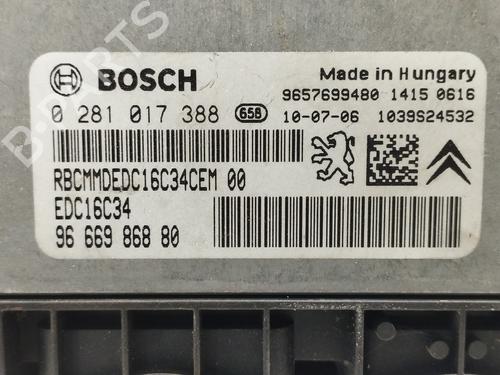 B-PARTS
BOSCH
Made in Hungary
9657699480 1415 0616
0 281 017 388 658 10-07-06 1039S24532
RBCMMDEDC16C34CEM 00
EDC16C34
96 669 868 80